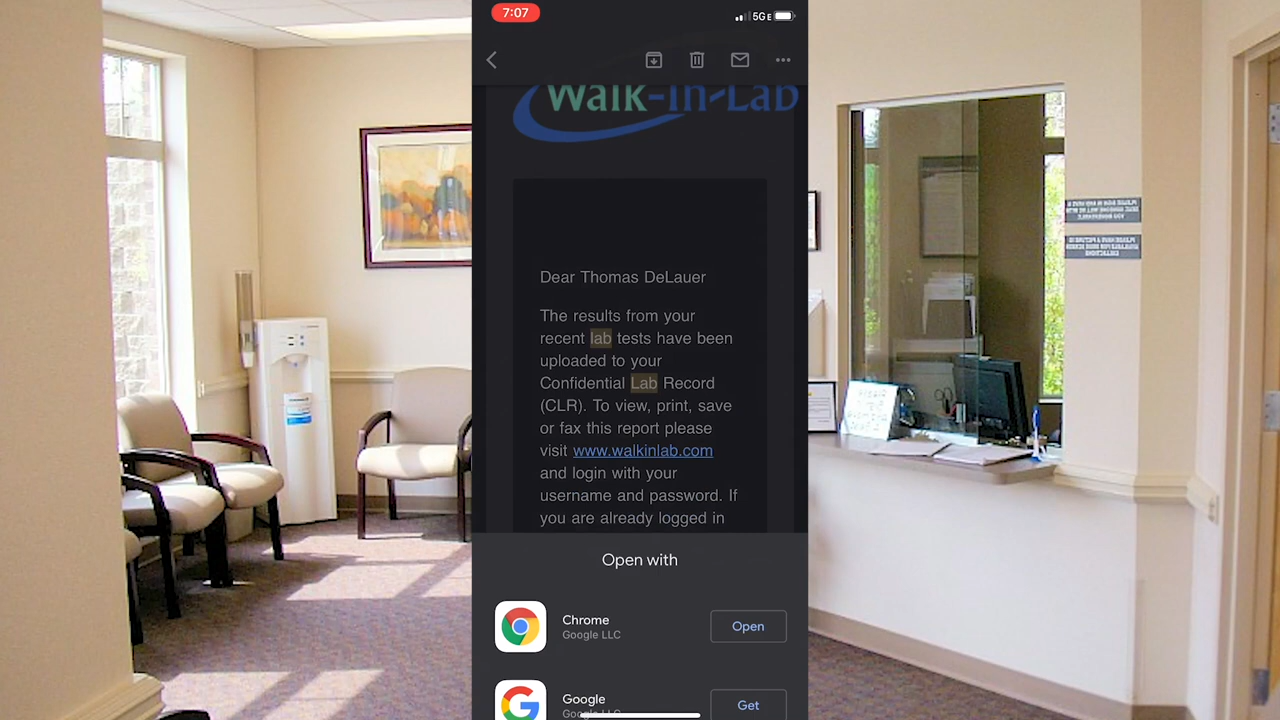 7:07
5GE
Walk-In-Lab
Dear Thomas DeLauer
The results from your
recent lab tests have been
uploaded to your
Confidential Lab Record
(CLR). To view, print, save
or fax this report please
visit www.walkinlab.com
and login with your
username and password. If
you are already logged in
Open with
Chrome
Google LLC
Open
Google
Google LLC
Get